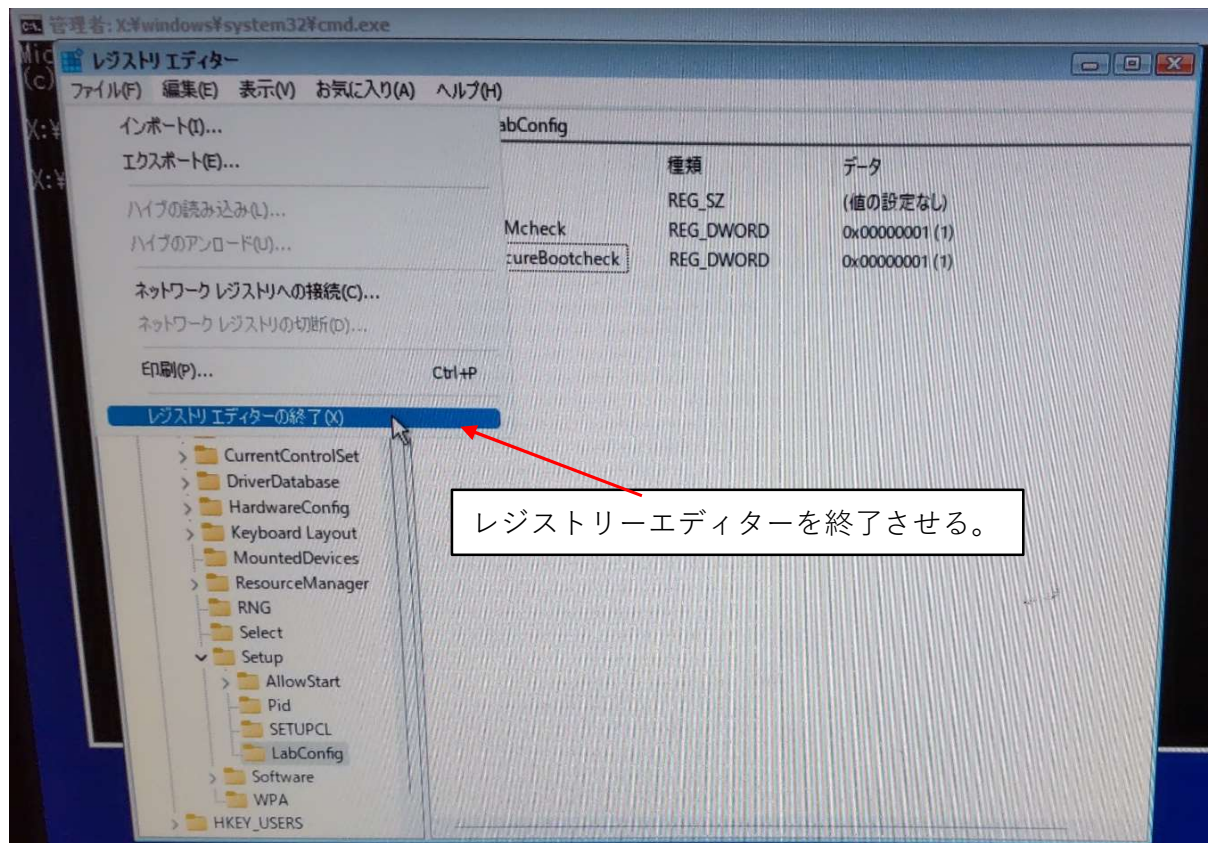 管理者: X:¥windows¥system32¥cmd.exe
Mic
(c)
X:¥
X:¥
レジストリ エディター
ファイル(F) 編集(E) 表示(V) お気に入り(A) ヘルプ(H)
インポート(I)...
エクスポート(E)...
ハイブの読み込み(L)...
ハイブのアンロード(U)...
ネットワーク レジストリへの接続(C)...
ネットワーク レジストリの切断(D)...
印刷(P)... Ctrl+P
レジストリ エディターの終了(X)
abConfig
種類 データ
REG_SZ (値の設定なし)
Mcheck REG_DWORD 0x00000001 (1)
cureBootcheck REG_DWORD 0x00000001 (1)
レジストリーエディターを終了させる。
CurrentControlSet
DriverDatabase
HardwareConfig
Keyboard Layout
MountedDevices
ResourceManager
RNG
Select
Setup
AllowStart
Pid
SETUPCL
LabConfig
Software
WPA
HKEY_USERS